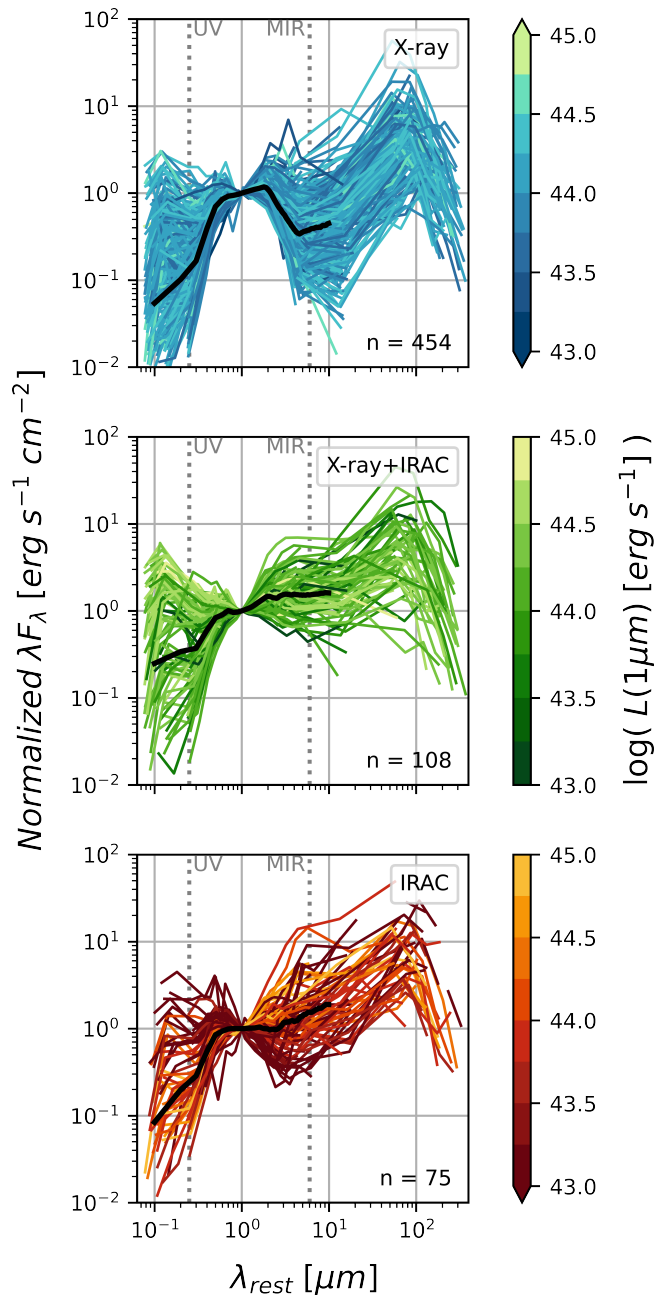 10²
UV
MIR
X-ray
10¹
10⁰
10⁻¹
n = 454
10⁻²
45.0
44.5
44.0
43.5
43.0
10²
UV
MIR
X-ray+IRAC
10¹
10⁰
10⁻¹
n = 108
10⁻²
45.0
44.5
44.0
43.5
43.0
Normalized λF_λ [erg s⁻¹ cm⁻²]
log( L(1μm) [erg s⁻¹] )
10²
UV
MIR
IRAC
10¹
10⁰
10⁻¹
n = 75
10⁻²
45.0
44.5
44.0
43.5
43.0
10⁻¹ 10⁰ 10¹ 10²
λ_rest [μm]